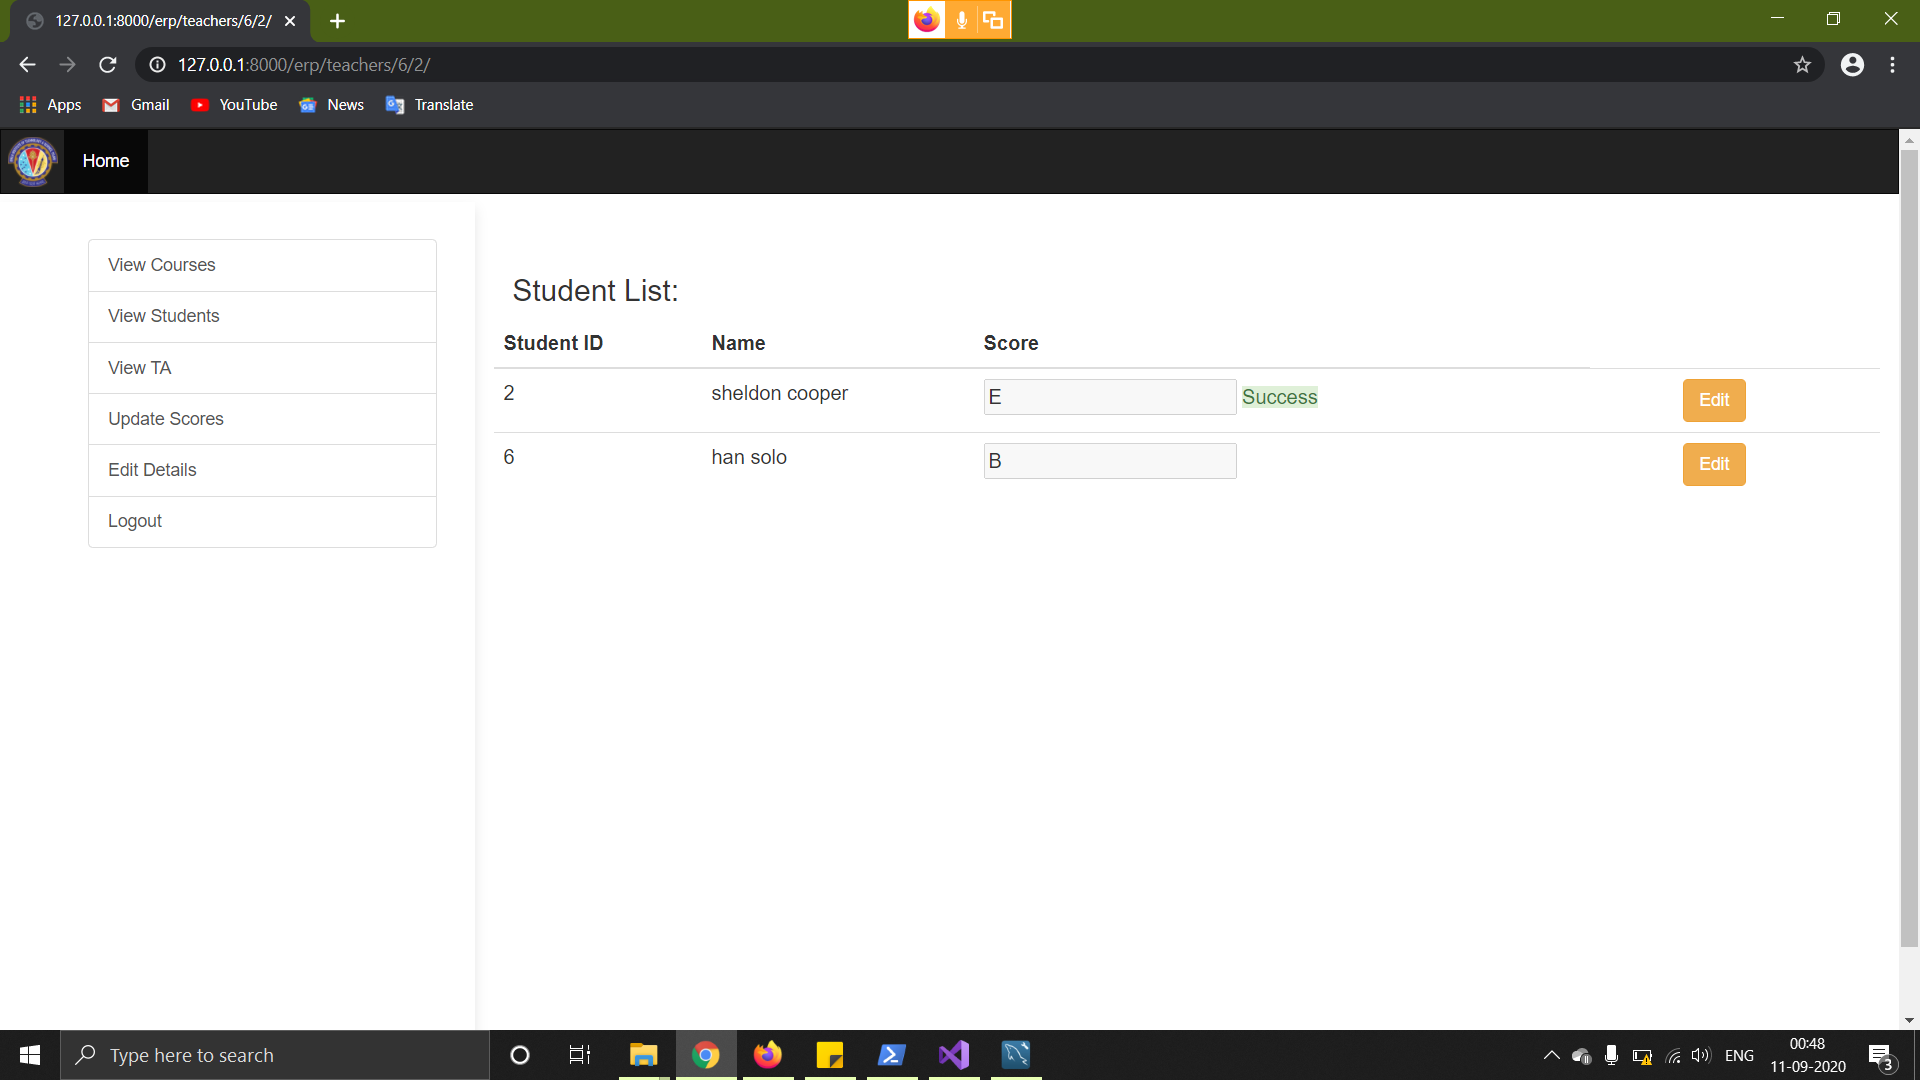 127.0.0.1:8000/erp/teachers/6/2/
127.0.0.1:8000/erp/teachers/6/2/
Apps Gmail YouTube News Translate
Home
View Courses
View Students
View TA
Update Scores
Edit Details
Logout
Student List:
Student ID Name Score
2 sheldon cooper E Success Edit
6 han solo B Edit
Type here to search
ENG
00:48
11-09-2020
3